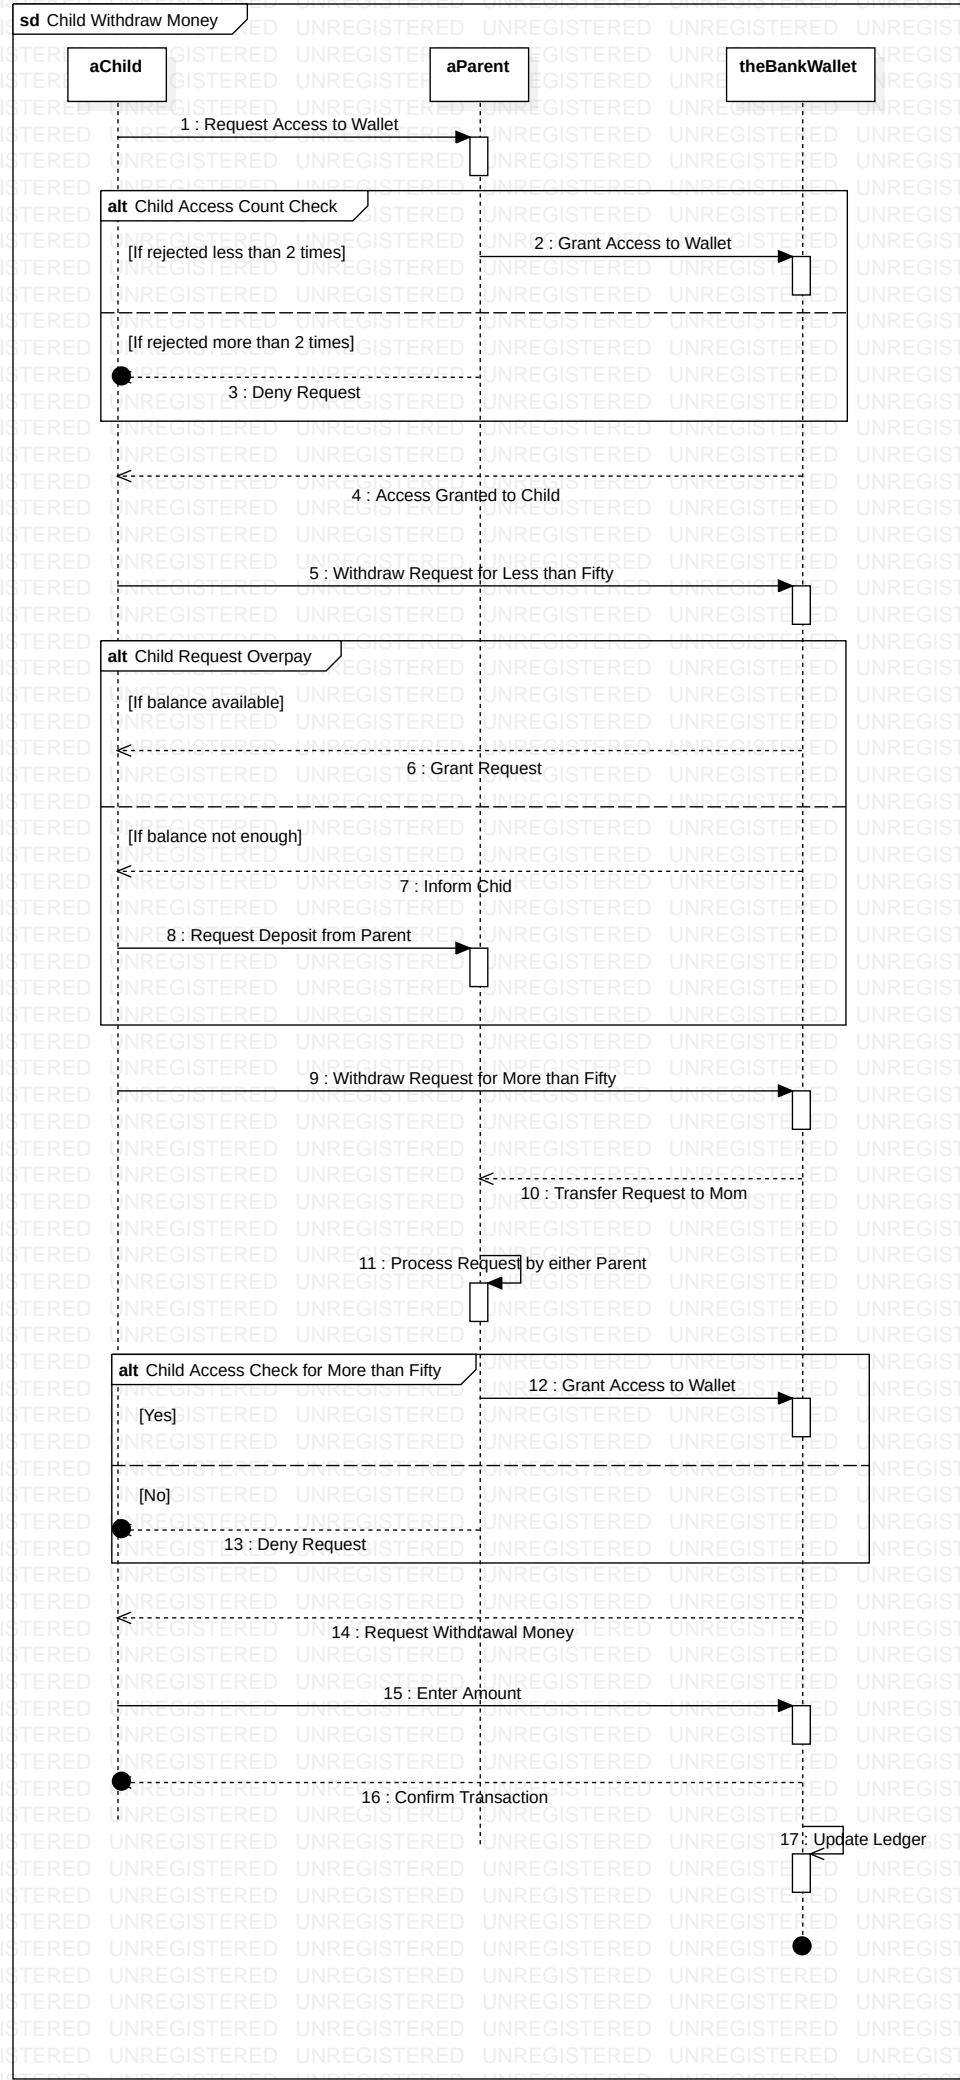 sd Child Withdraw Money
aChild
aParent
theBankWallet
1 : Request Access to Wallet
alt Child Access Count Check
2 : Grant Access to Wallet
[If rejected less than 2 times]
[If rejected more than 2 times]
3 : Deny Request
4 : Access Granted to Child
5 : Withdraw Request for Less than Fifty
alt Child Request Overpay
[If balance available]
6 : Grant Request
[If balance not enough]
7 : Inform Chid
8 : Request Deposit from Parent
9 : Withdraw Request for More than Fifty
10 : Transfer Request to Mom
11 : Process Request by either Parent
alt Child Access Check for More than Fifty
12 : Grant Access to Wallet
[Yes]
[No]
13 : Deny Request
14 : Request Withdrawal Money
15 : Enter Amount
16 : Confirm Transaction
17 : Update Ledger
UNREGISTERED